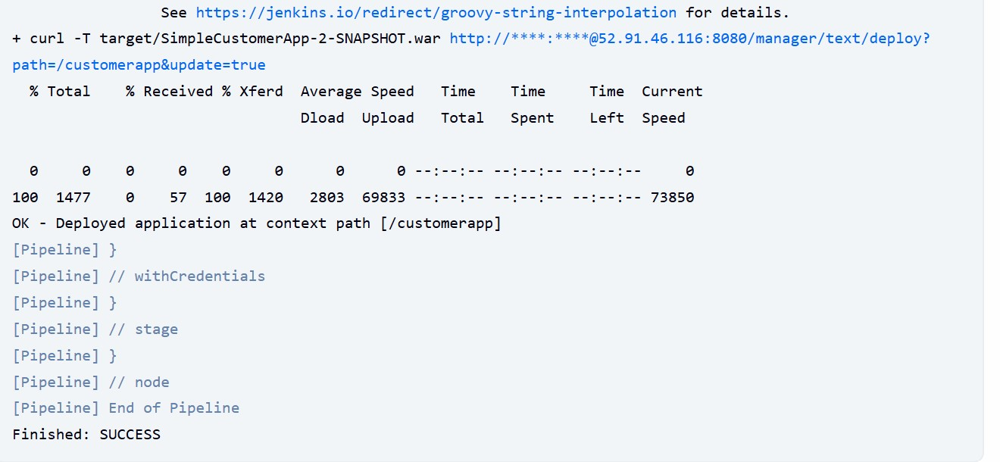 See https://jenkins.io/redirect/groovy-string-interpolation for details.
+ curl -T target/SimpleCustomerApp-2-SNAPSHOT.war http://****:****@52.91.46.116:8080/manager/text/deploy?
path=/customerapp&update=true
% Total % Received % Xferd Average Speed Time Time Time Current
Dload Upload Total Spent Left Speed
0 0 0 0 0 0 0 0 --:--:-- --:--:-- --:--:-- 0
100 1477 0 57 100 1420 2803 69833 --:--:-- --:--:-- --:--:-- 73850
OK - Deployed application at context path [/customerapp]
[Pipeline] }
[Pipeline] // withCredentials
[Pipeline] }
[Pipeline] // stage
[Pipeline] }
[Pipeline] // node
[Pipeline] End of Pipeline
Finished: SUCCESS